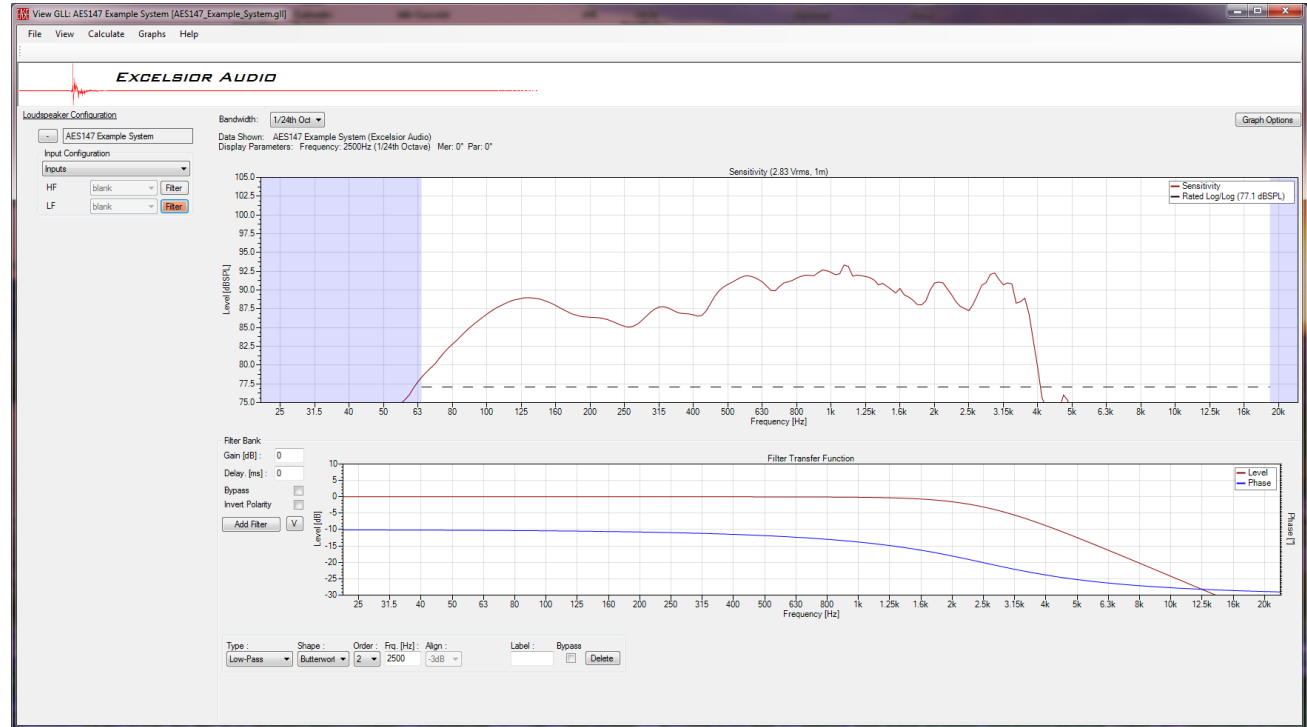 View GLL: AES147 Example System [AES147_Example_System.gll]
File View Calculate Graphs Help
EXCELSIOR AUDIO
Loudspeaker Configuration
- AES147 Example System
Input Configuration
Inputs
HF blank Filter
LF blank Filter
Bandwidth: 1/24th Oct
Graph Options
Data Shown: AES147 Example System (Excelsior Audio)
Display Parameters: Frequency: 2500Hz (1/24th Octave) Mer: 0° Par: 0°
Sensitivity (2.83 Vrms, 1m)
Sensitivity
Rated Log/Log (77.1 dBSPL)
Level [dBSPL]
105.0
102.5
100.0
97.5
95.0
92.5
90.0
87.5
85.0
82.5
80.0
77.5
75.0
25 31.5 40 50 63 80 100 125 160 200 250 315 400 500 630 800 1k 1.25k 1.6k 2k 2.5k 3.15k 4k 5k 6.3k 8k 10k 12.5k 16k 20k
Frequency [Hz]
Filter Bank
Gain [dB] : 0
Delay. [ms] : 0
Bypass
Invert Polarity
Add Filter V
Filter Transfer Function
Level
Phase
Level [dB]
10
5
0
-5
-10
-15
-20
-25
-30
Phase [°]
25 31.5 40 50 63 80 100 125 160 200 250 315 400 500 630 800 1k 1.25k 1.6k 2k 2.5k 3.15k 4k 5k 6.3k 8k 10k 12.5k 16k 20k
Frequency [Hz]
Type : Shape : Order : Frq. [Hz] : Align : Label : Bypass
Low-Pass Butterwort 2 2500 -3dB Delete